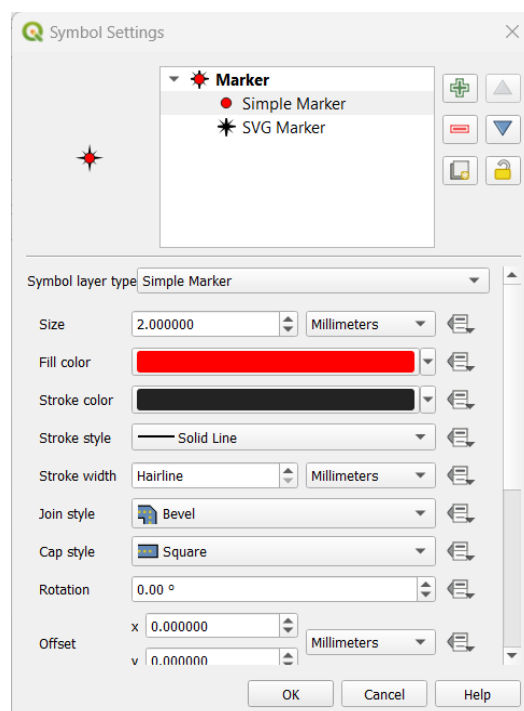 Symbol Settings
Marker
Simple Marker
SVG Marker
Symbol layer type Simple Marker
Size 2.000000 Millimeters
Fill color
Stroke color
Stroke style Solid Line
Stroke width Hairline Millimeters
Join style Bevel
Cap style Square
Rotation 0.00 °
x 0.000000
Offset Millimeters
y 0.000000
OK Cancel Help